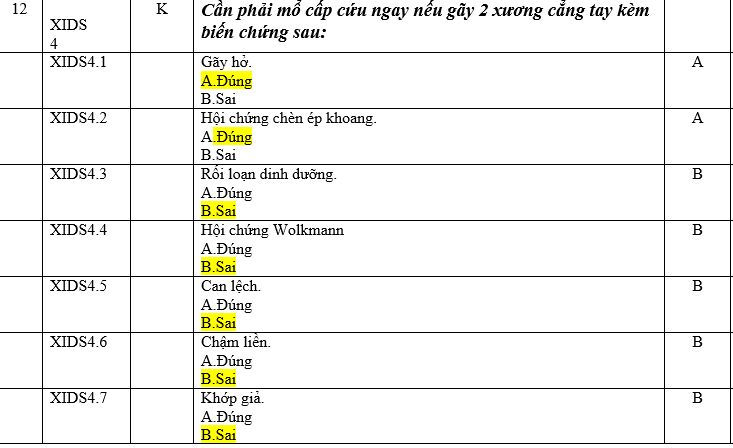 12
XIDS
4
K
Cần phải mổ cấp cứu ngay nếu gãy 2 xương cẳng tay kèm
biến chứng sau:
XIDS4.1
Gãy hở.
A
A.Đúng
B.Sai
XIDS4.2
Hội chứng chèn ép khoang.
A
A.Đúng
B.Sai
XIDS4.3
Rối loạn dinh dưỡng.
B
A.Đúng
B.Sai
XIDS4.4
Hội chứng Wolkmann
B
A.Đúng
B.Sai
XIDS4.5
Can lệch.
B
A.Đúng
B.Sai
XIDS4.6
Chậm liền.
B
A.Đúng
B.Sai
XIDS4.7
Khớp giả.
B
A.Đúng
B.Sai